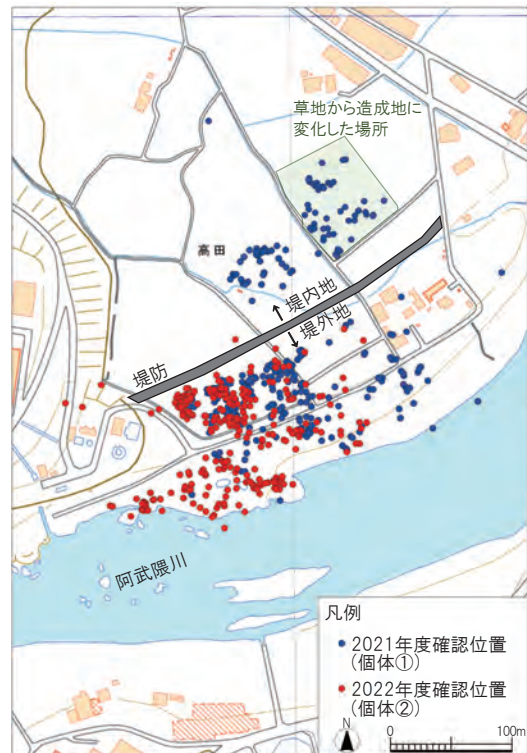 草地から造成地に
変化した場所
高田
堤内地
堤外地
堤防
阿武隈川
凡例
2021年度確認位置
(個体①)
2022年度確認位置
(個体②)
N
0 100m